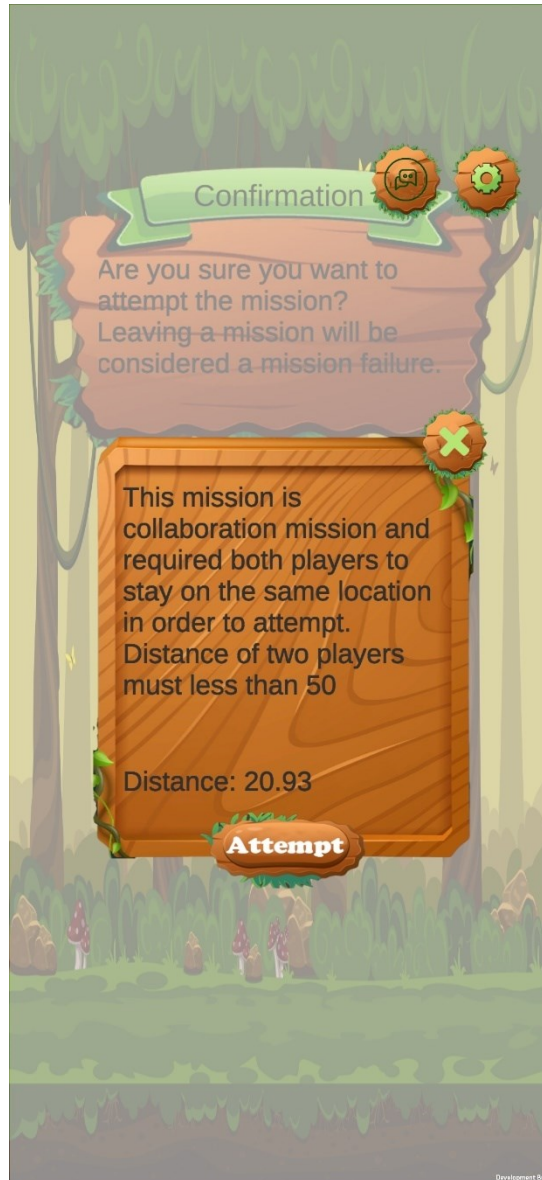 Confirmation
Are you sure you want to
attempt the mission?
Leaving a mission will be
considered a mission failure.
This mission is
collaboration mission and
required both players to
stay on the same location
in order to attempt.
Distance of two players
must less than 50
Distance: 20.93
Attempt
Development B